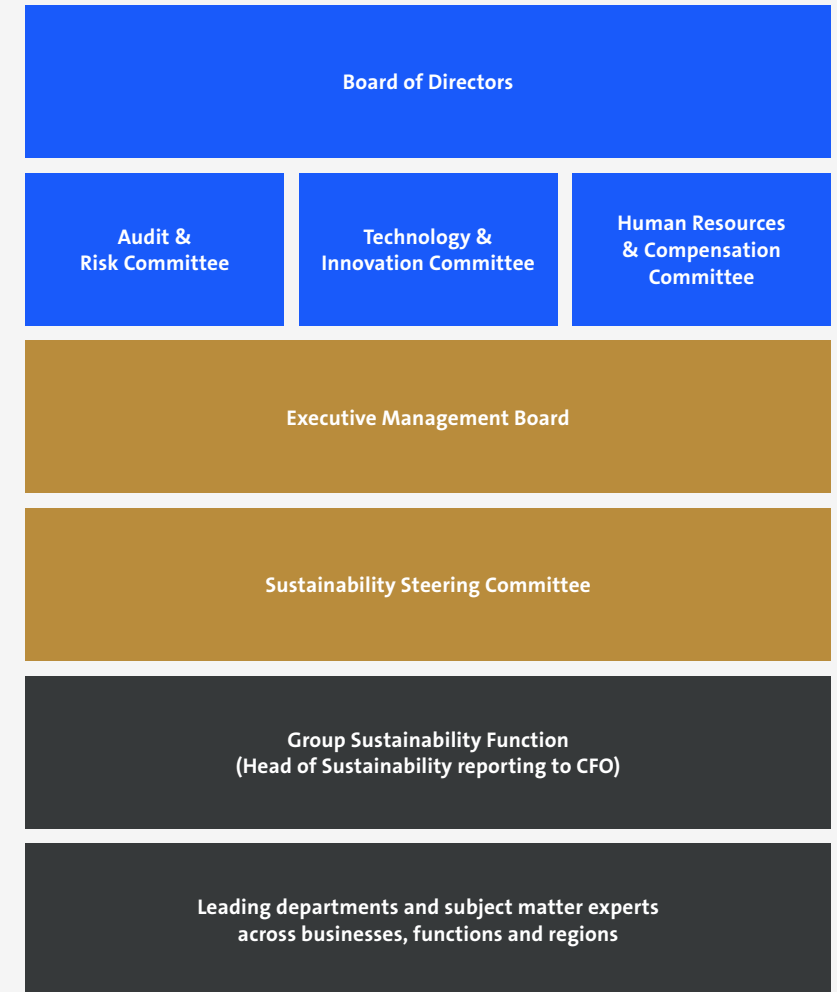 Board of Directors
Audit &
Risk Committee
Technology &
Innovation Committee
Human Resources
& Compensation
Committee
Executive Management Board
Sustainability Steering Committee
Group Sustainability Function
(Head of Sustainability reporting to CFO)
Leading departments and subject matter experts
across businesses, functions and regions